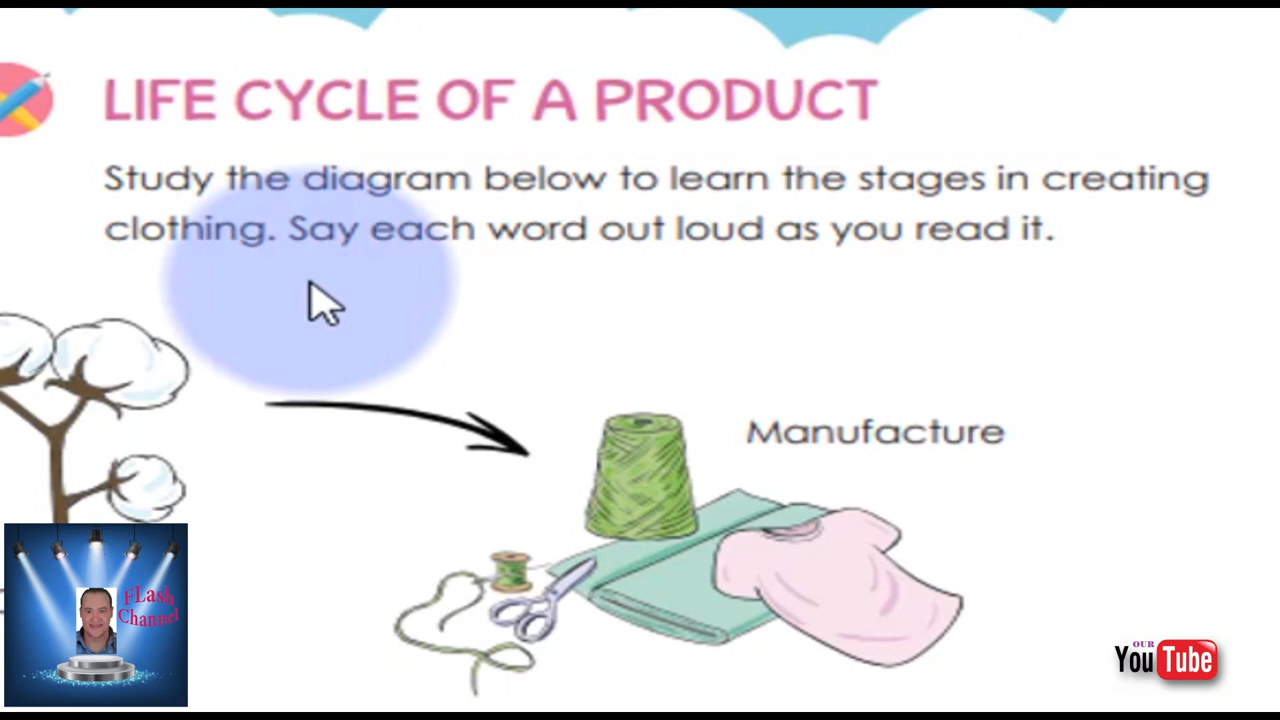 LIFE CYCLE OF A PRODUCT
Study the diagram below to learn the stages in creating
clothing. Say each word out loud as you read it.
Manufacture
FLash
Channel
OUR
YouTube